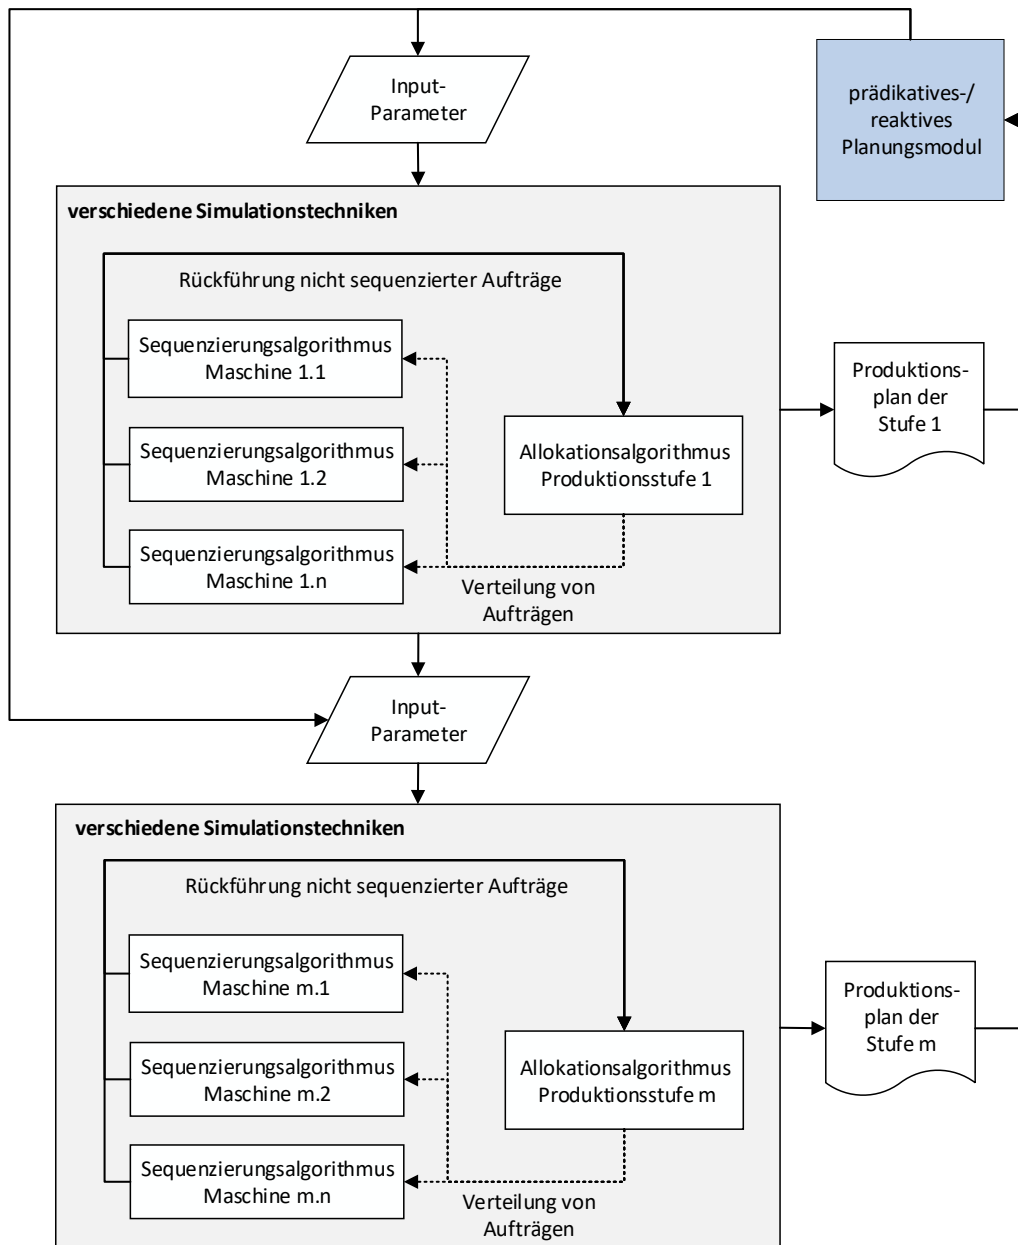 Input-
Parameter
prädikatives-/
reaktives
Planungsmodul
verschiedene Simulationstechniken
Rückführung nicht sequenzierter Aufträge
Sequenzierungsalgorithmus
Maschine 1.1
Sequenzierungsalgorithmus
Maschine 1.2
Sequenzierungsalgorithmus
Maschine 1.n
Allokationsalgorithmus
Produktionsstufe 1
Verteilung von
Aufträgen
Produktions-
plan der
Stufe 1
Input-
Parameter
verschiedene Simulationstechniken
Rückführung nicht sequenzierter Aufträge
Sequenzierungsalgorithmus
Maschine m.1
Sequenzierungsalgorithmus
Maschine m.2
Sequenzierungsalgorithmus
Maschine m.n
Allokationsalgorithmus
Produktionsstufe m
Verteilung von
Aufträgen
Produktions-
plan der
Stufe m